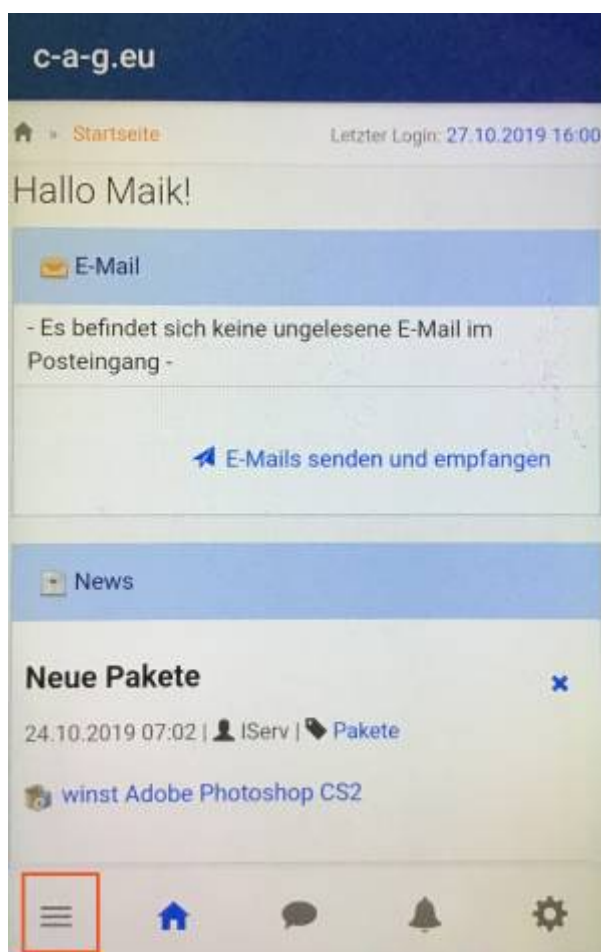 c-a-g.eu
» Startseite Letzter Login: 27.10.2019 16:00
Hallo Maik!
E-Mail
- Es befindet sich keine ungelesene E-Mail im
Posteingang -
E-Mails senden und empfangen
News
Neue Pakete
24.10.2019 07:02 | IServ | Pakete
winst Adobe Photoshop CS2